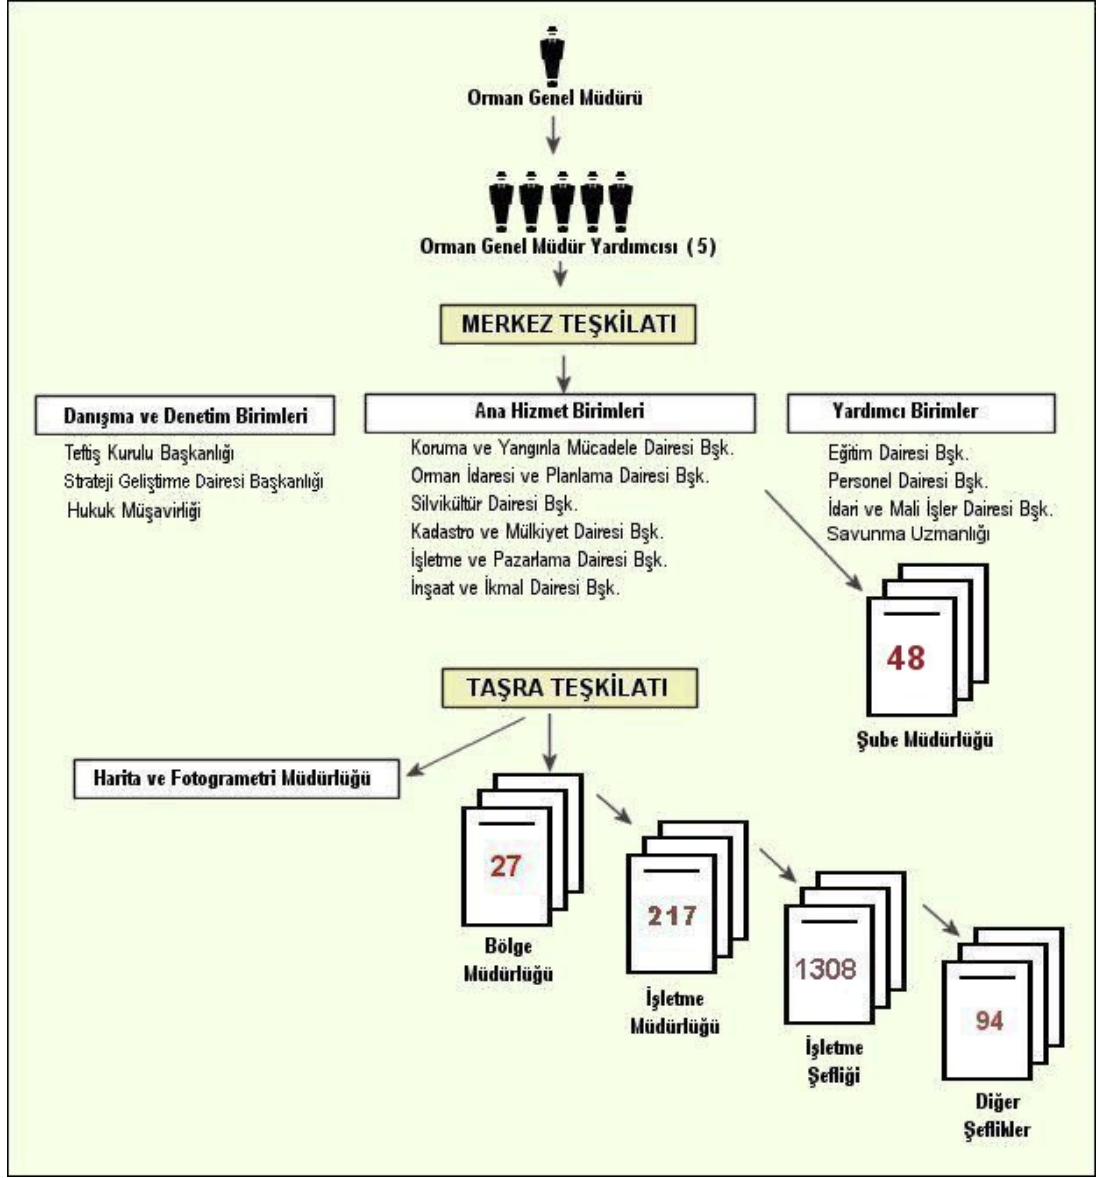 Orman Genel Müdürü
Orman Genel Müdür Yardımcısı (5)
MERKEZ TEŞKİLATI
Danışma ve Denetim Birimleri
Teftiş Kurulu Başkanlığı
Strateji Geliştirme Dairesi Başkanlığı
Hukuk Müşavirliği
Ana Hizmet Birimleri
Koruma ve Yangınla Mücadele Dairesi Bşk.
Orman İdaresi ve Planlama Dairesi Bşk.
Silvikültür Dairesi Bşk.
Kadastro ve Mülkiyet Dairesi Bşk.
İşletme ve Pazarlama Dairesi Bşk.
İnşaat ve İkmal Dairesi Bşk.
Yardımcı Birimler
Eğitim Dairesi Bşk.
Personel Dairesi Bşk.
İdari ve Mali İşler Dairesi Bşk.
Savunma Uzmanlığı
48
Şube Müdürlüğü
TAŞRA TEŞKİLATI
Harita ve Fotogrametri Müdürlüğü
27
Bölge
Müdürlüğü
217
İşletme
Müdürlüğü
1308
İşletme
Şefliği
94
Diğer
Şeflikler